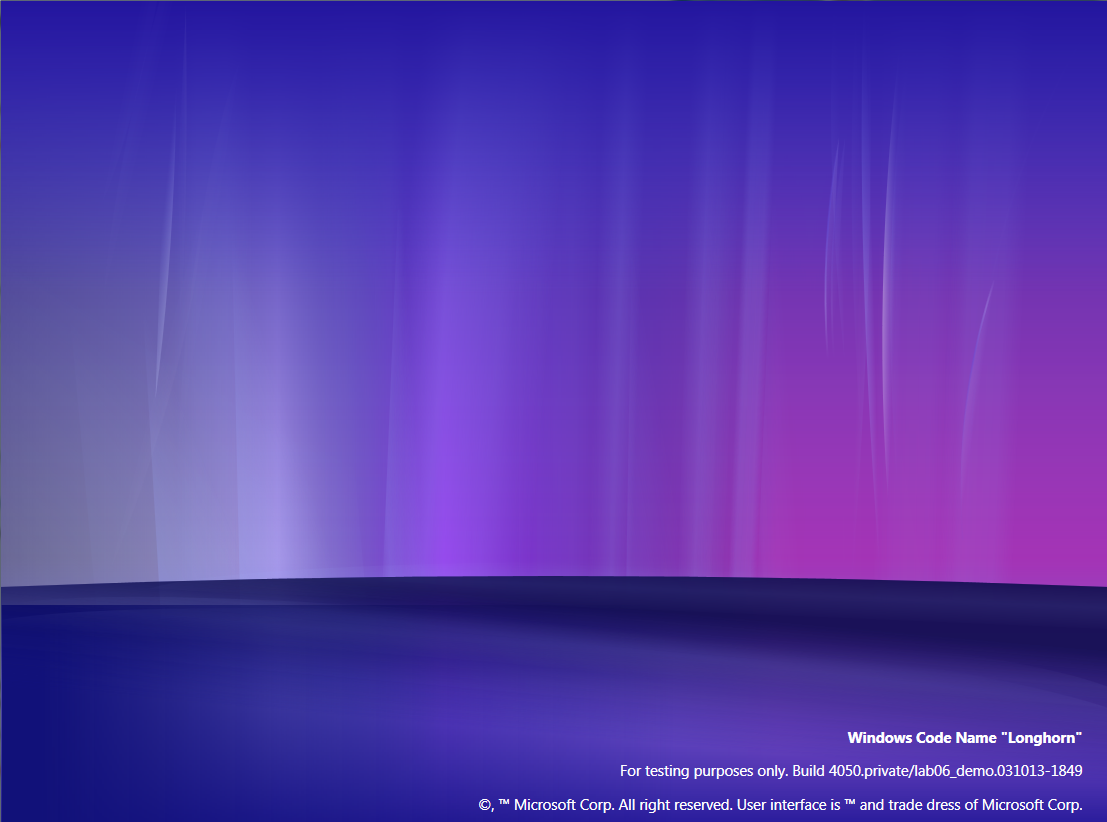 Windows Code Name "Longhorn"
For testing purposes only. Build 4050.private/lab06_demo.031013-1849
©, ™ Microsoft Corp. All right reserved. User interface is ™ and trade dress of Microsoft Corp.